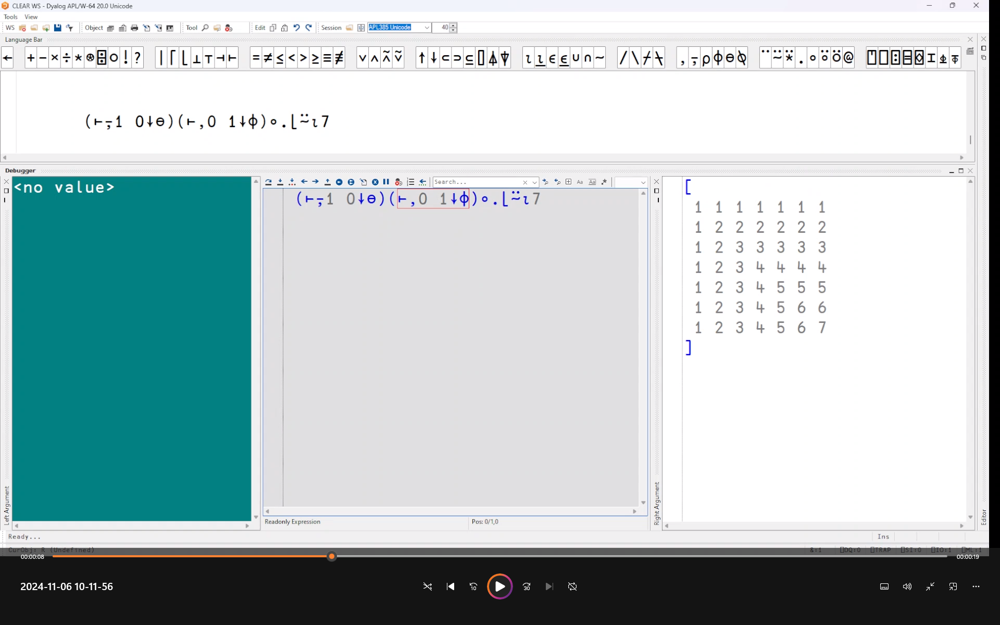 CLEAR WS - Dyalog APL/W-64 20.0 Unicode
Tools View
WS Object Tool Edit Session APL385 Unicode 40
Language Bar
← + - × ÷ * ⍟ ⌹ ○ ! ? | ⌈ ⌊ ⊥ ⊤ ⊣ ⊢ = ≠ ≤ < > ≥ ≡ ≢ ∨ ∧ ⍲ ⍱ ↑ ↓ ⊂ ⊃ ⊆ ⌷ ⍋ ⍒ ⍳ ⍸ ∊ ⍷ ∪ ∩ ~ / \ ⌿ ⍀ , ⍪ ⍴ ⌽ ⊖ ⍉ ¨ ⍨ ⍣ . ∘ ⍤ ⍥ @ ⍞ ⎕ ⍠ ⌸ ⌺ ⌶ ⍎ ⍕
(⊢⍪1 0↓⊖)(⊢,0 1↓⌽)∘.⌊⍨⍳7
Debugger
<no value>
Search...
Aa Aa
(⊢⍪1 0↓⊖)(⊢,0 1↓⌽)∘.⌊⍨⍳7
[
1 1 1 1 1 1 1
1 2 2 2 2 2 2
1 2 3 3 3 3 3
1 2 3 4 4 4 4
1 2 3 4 5 5 5
1 2 3 4 5 6 6
1 2 3 4 5 6 7
]
Left Argument
Right Argument
Editor
Readonly Expression Pos: 0/1,0
Ready... Ins
CurObj: R (Undefined) &:1 ⎕DQ:0 ⎕TRAP ⎕SI:0 ⎕IO:1 ⎕ML:1
00:00:08 00:00:19
2024-11-06 10-11-56
10 30